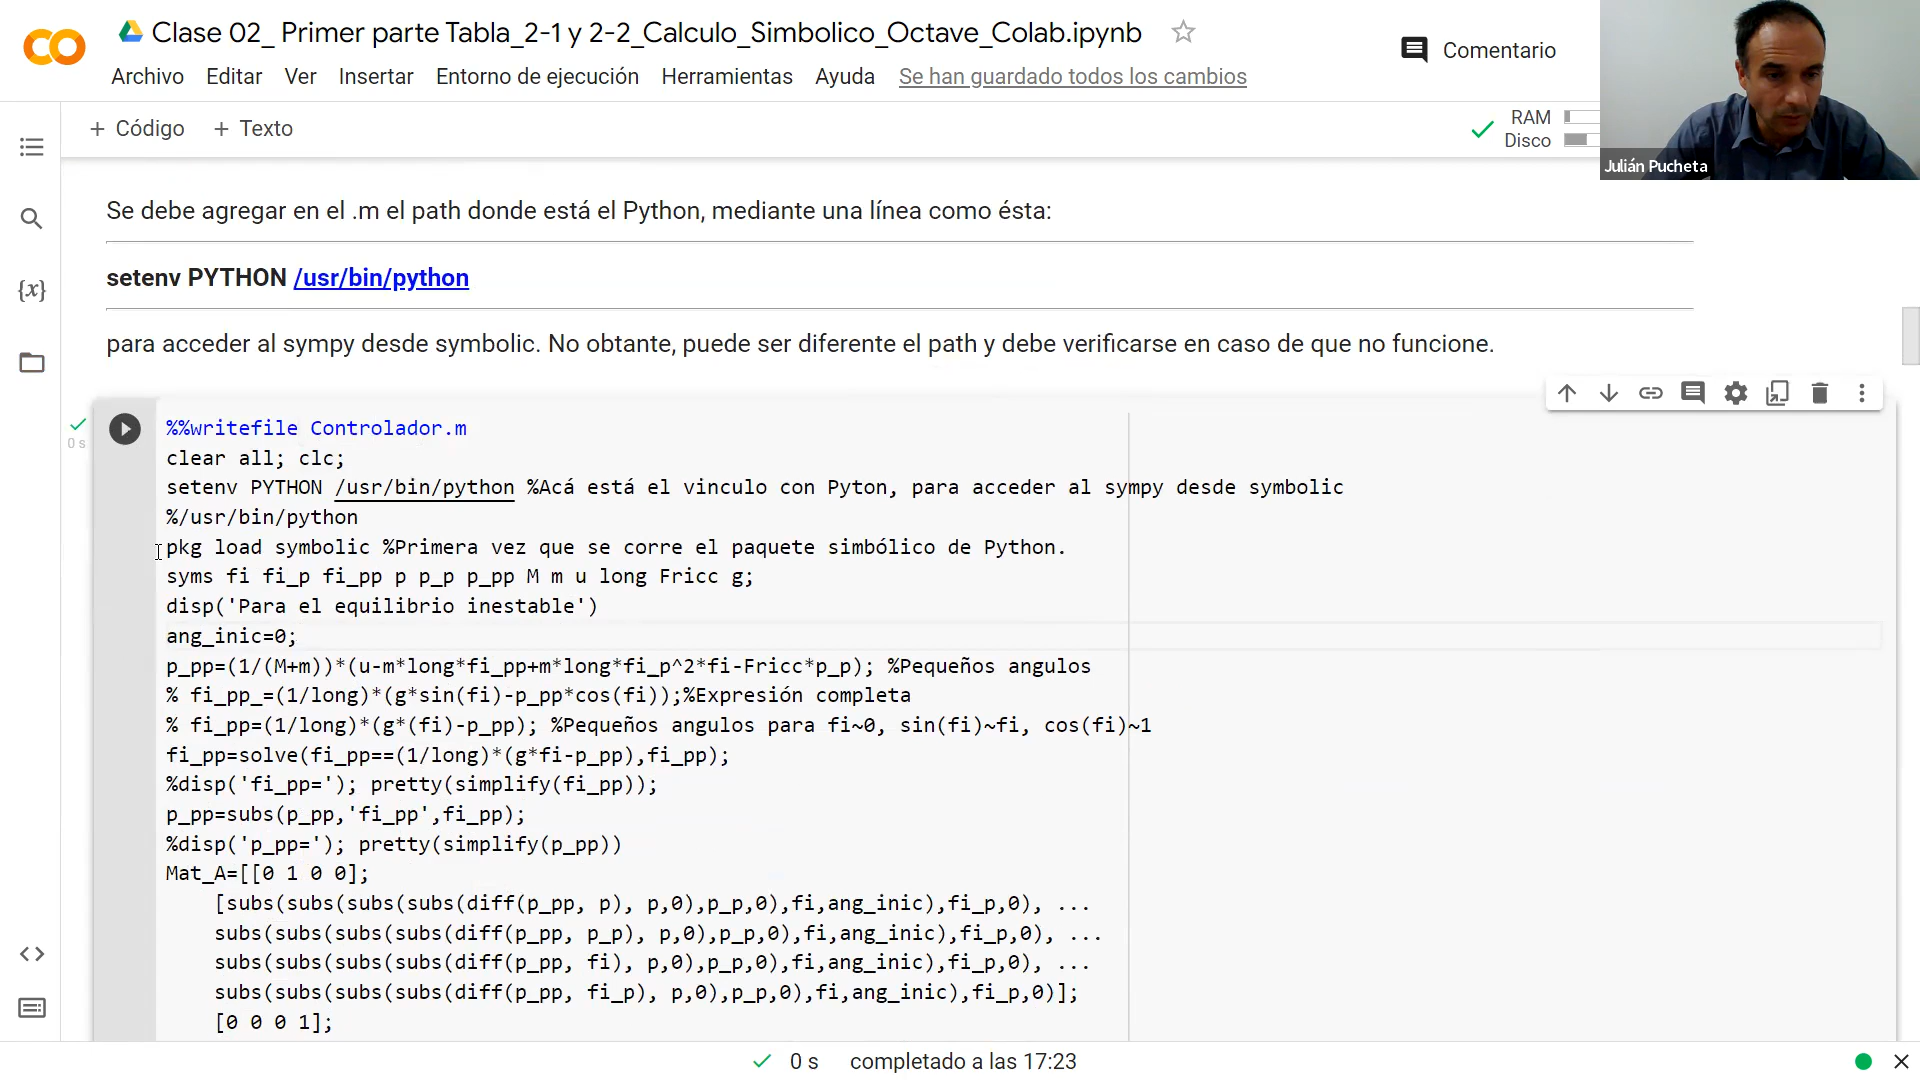 Clase 02_ Primer parte Tabla_2-1 y 2-2_Calculo_Simbolico_Octave_Colab.ipynb
Comentario
Archivo Editar Ver Insertar Entorno de ejecución Herramientas Ayuda Se han guardado todos los cambios
+ Código + Texto
RAM
Disco
Julián Pucheta
Se debe agregar en el .m el path donde está el Python, mediante una línea como ésta:
setenv PYTHON /usr/bin/python
para acceder al sympy desde symbolic. No obtante, puede ser diferente el path y debe verificarse en caso de que no funcione.
0 s
%%writefile Controlador.m
clear all; clc;
setenv PYTHON /usr/bin/python %Acá está el vinculo con Pyton, para acceder al sympy desde symbolic
%/usr/bin/python
pkg load symbolic %Primera vez que se corre el paquete simbólico de Python.
syms fi fi_p fi_pp p p_p p_pp M m u long Fricc g;
disp('Para el equilibrio inestable')
ang_inic=0;
p_pp=(1/(M+m))*(u-m*long*fi_pp+m*long*fi_p^2*fi-Fricc*p_p); %Pequeños angulos
% fi_pp_=(1/long)*(g*sin(fi)-p_pp*cos(fi));%Expresión completa
% fi_pp=(1/long)*(g*(fi)-p_pp); %Pequeños angulos para fi~0, sin(fi)~fi, cos(fi)~1
fi_pp=solve(fi_pp==(1/long)*(g*fi-p_pp),fi_pp);
%disp('fi_pp='); pretty(simplify(fi_pp));
p_pp=subs(p_pp,'fi_pp',fi_pp);
%disp('p_pp='); pretty(simplify(p_pp))
Mat_A=[[0 1 0 0];
[subs(subs(subs(subs(diff(p_pp, p), p,0),p_p,0),fi,ang_inic),fi_p,0), ...
subs(subs(subs(subs(diff(p_pp, p_p), p,0),p_p,0),fi,ang_inic),fi_p,0), ...
subs(subs(subs(subs(diff(p_pp, fi), p,0),p_p,0),fi,ang_inic),fi_p,0), ...
subs(subs(subs(subs(diff(p_pp, fi_p), p,0),p_p,0),fi,ang_inic),fi_p,0)];
[0 0 0 1];
0 s completado a las 17:23